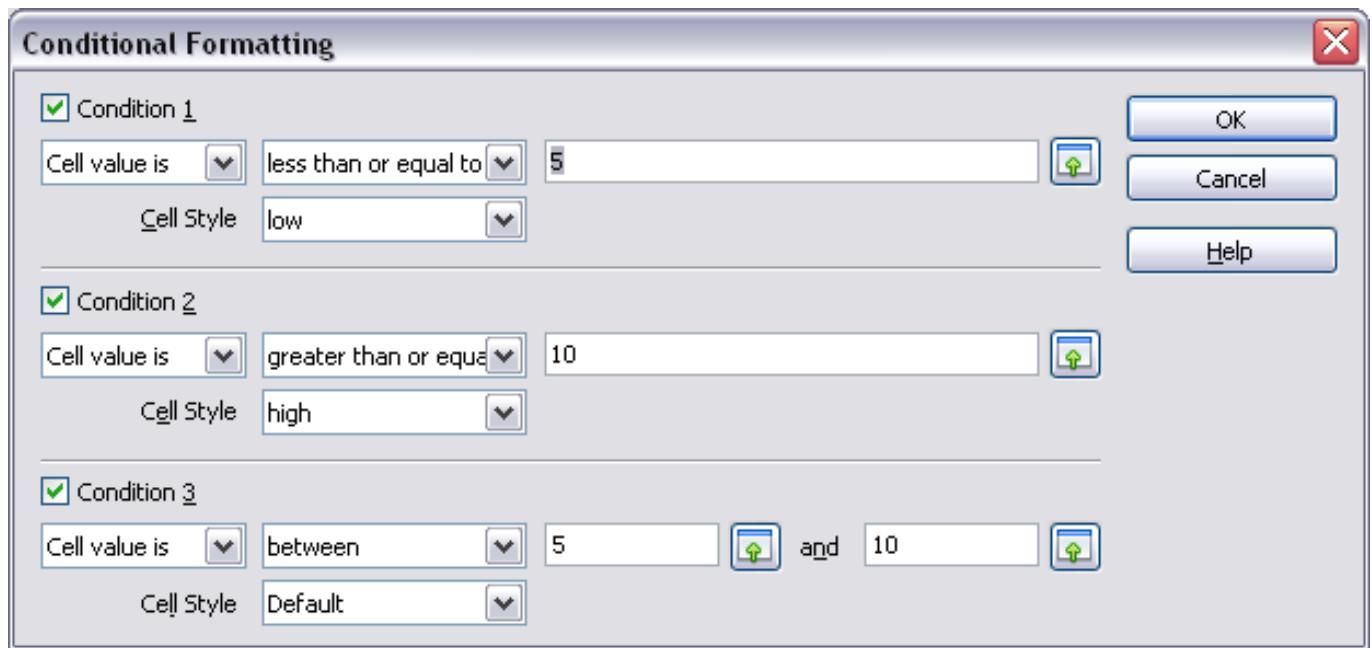 Conditional Formatting
Condition 1
OK
Cell value is less than or equal to 5
Cancel
Cell Style low
Help
Condition 2
Cell value is greater than or equa 10
Cell Style high
Condition 3
Cell value is between 5 and 10
Cell Style Default